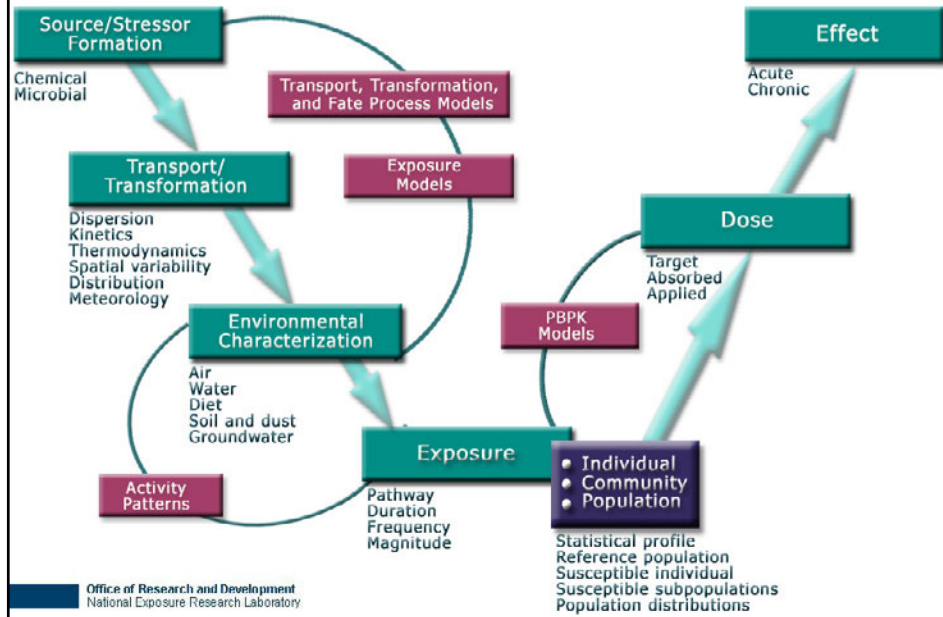 Source/Stressor
Formation
Chemical
Microbial
Transport, Transformation,
and Fate Process Models
Exposure
Models
Transport/
Transformation
Dispersion
Kinetics
Thermodynamics
Spatial variability
Distribution
Meteorology
Environmental
Characterization
Air
Water
Diet
Soil and dust
Groundwater
Activity
Patterns
Exposure
Pathway
Duration
Frequency
Magnitude
Individual
Community
Population
Statistical profile
Reference population
Susceptible individual
Susceptible subpopulations
Population distributions
PBPK
Models
Dose
Target
Absorbed
Applied
Effect
Acute
Chronic
Office of Research and Development
National Exposure Research Laboratory